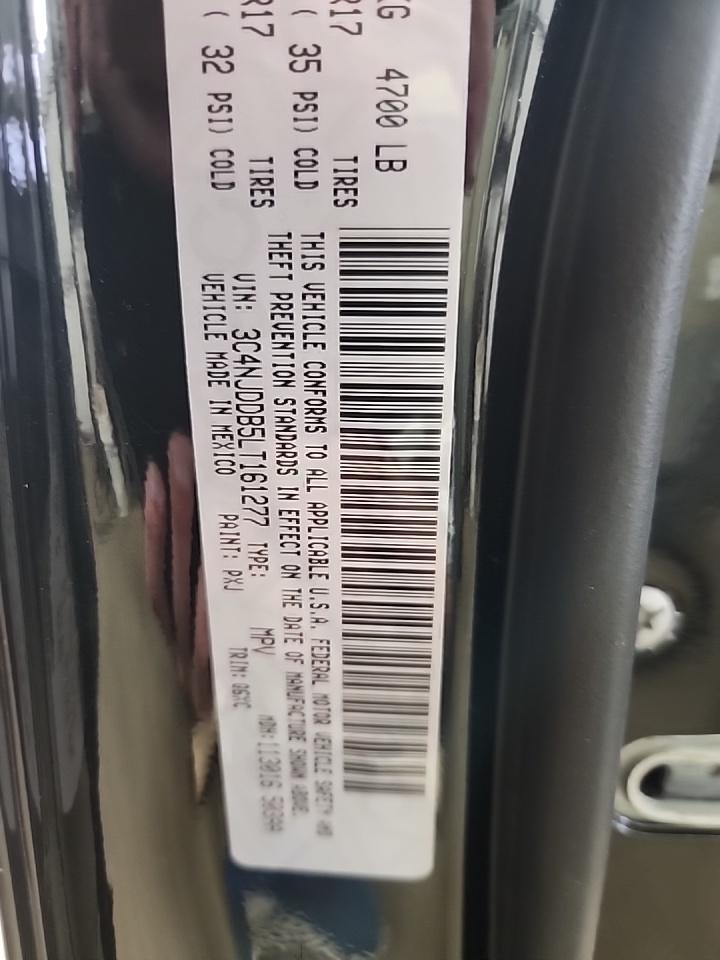 KG 4700 LB
R17 TIRES
( 35 PSI) COLD
R17 TIRES
( 32 PSI) COLD
THIS VEHICLE CONFORMS TO ALL APPLICABLE U.S.A. FEDERAL MOTOR VEHICLE SAFETY AND
THEFT PREVENTION STANDARDS IN EFFECT ON THE DATE OF MANUFACTURE SHOWN ABOVE.
VIN: 3C4NJDDB5LT161277 TYPE: MPV
VEHICLE MADE IN MEXICO PAINT: PXJ TRIM: